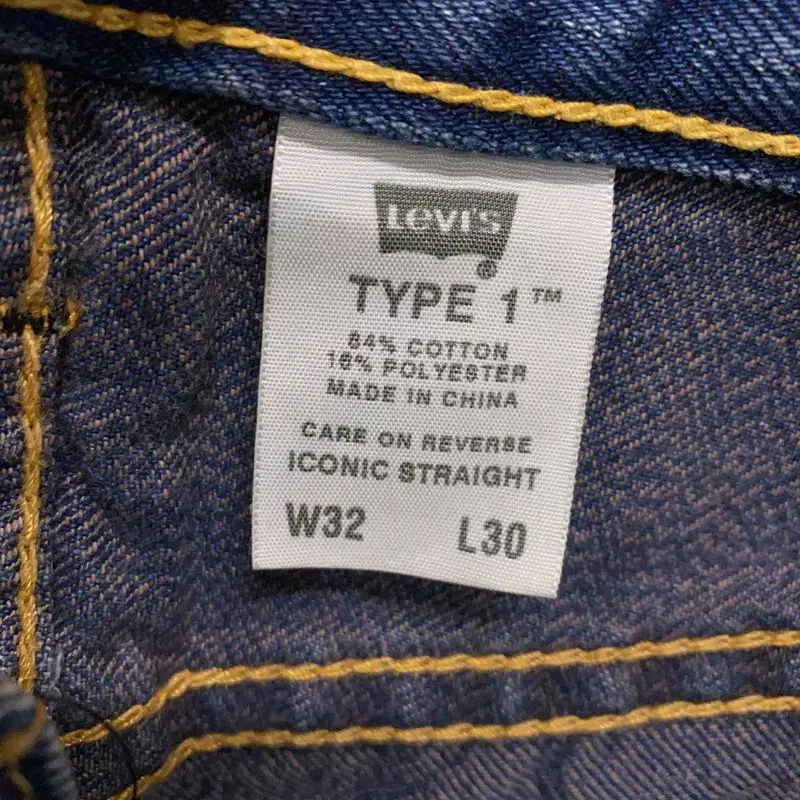 Levi's®
TYPE 1™
84% COTTON
16% POLYESTER
MADE IN CHINA
CARE ON REVERSE
ICONIC STRAIGHT
W32 L30